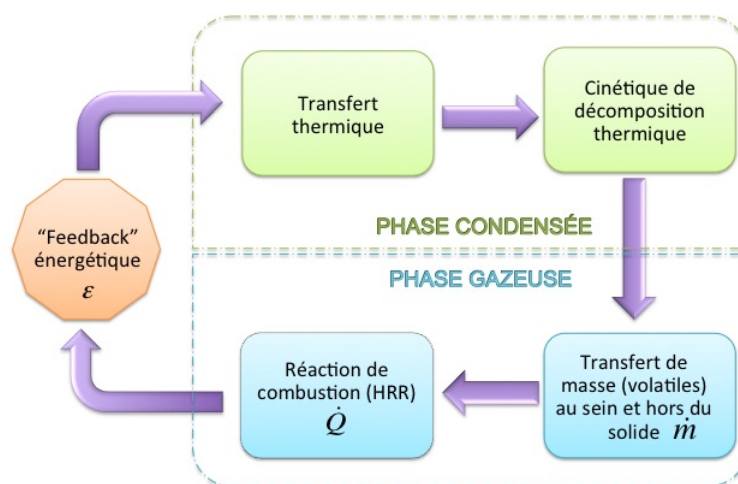 Transfert
thermique
Cinétique de
décomposition
thermique
PHASE CONDENSÉE
"Feedback"
énergétique
ε
PHASE GAZEUSE
Réaction de
combustion (HRR)
Q̇
Transfert de
masse (volatiles)
au sein et hors du
solide ṁ